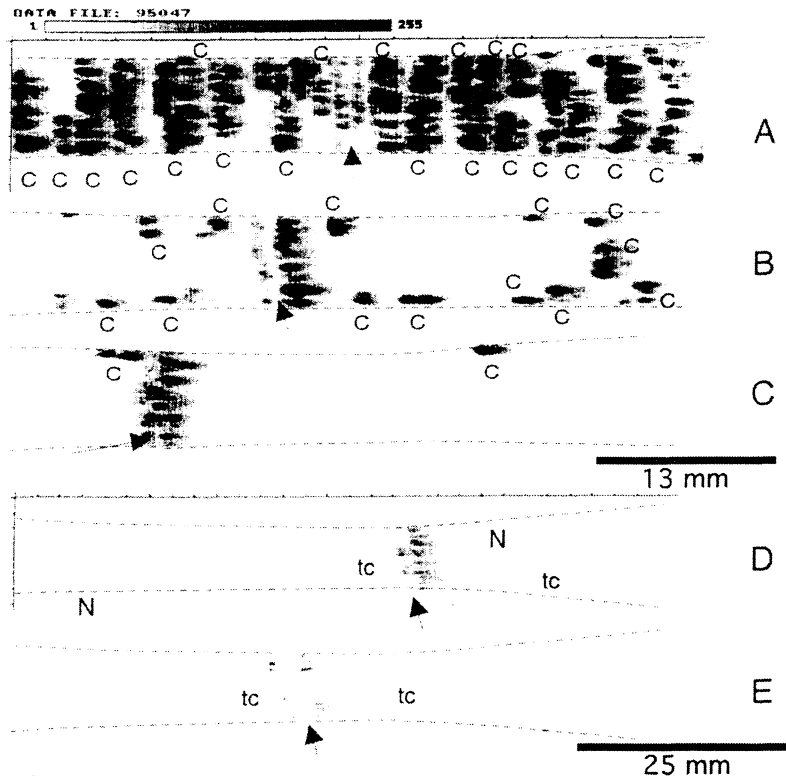 DATA FILE: 95047
1 255
C C C C C C
A
C C C C C C C C C C C C C C C
C C C C
C C
B
C
C
C C C C C
C C
C
13 mm
N
tc tc
D
N
tc tc
E
25 mm